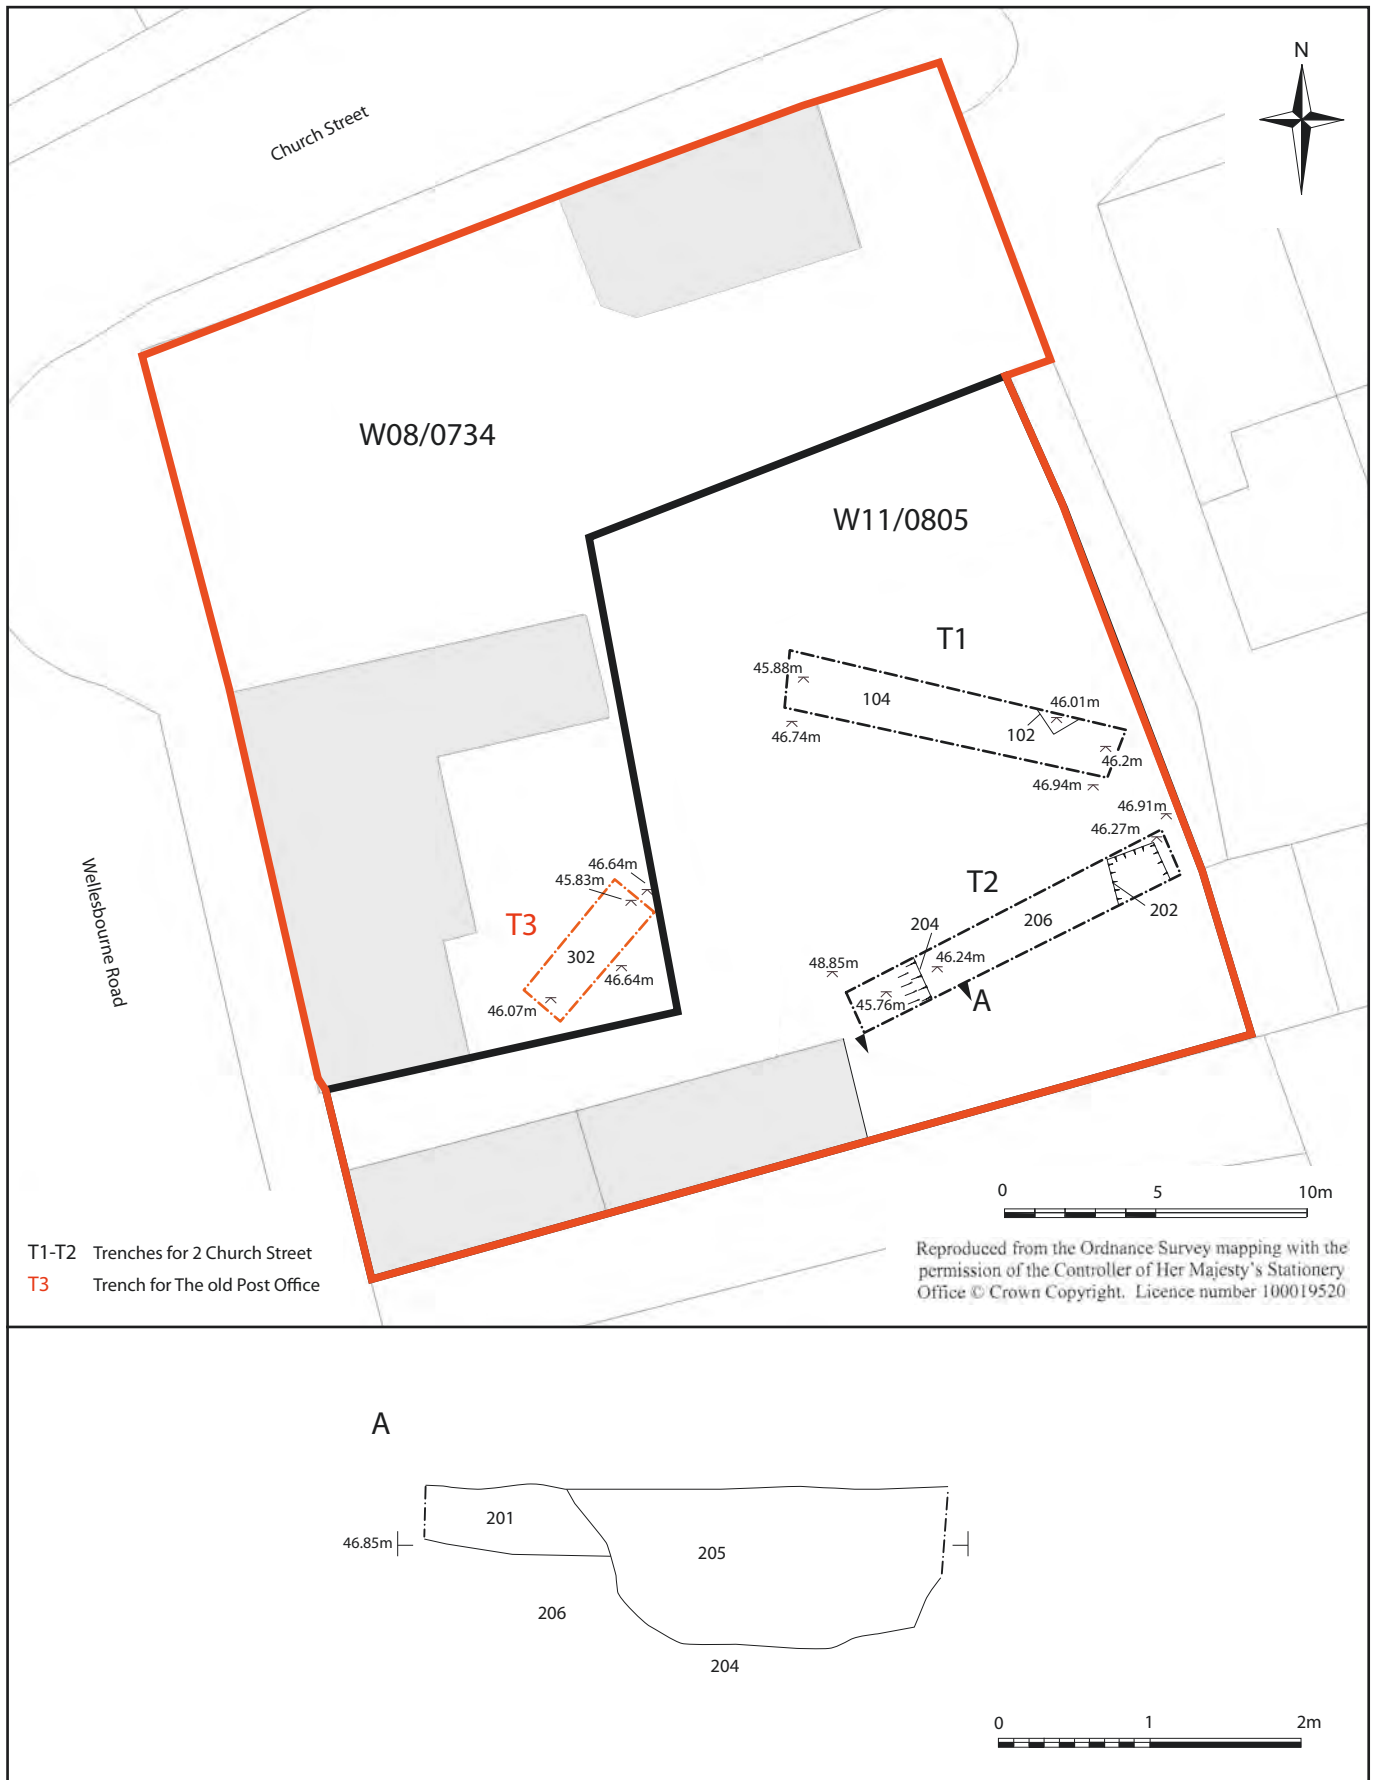 N
Church Street
W08/0734
W11/0805
T1
45.88m
104
46.01m
102
46.74m
46.2m
46.94m
46.91m
46.27m
T2
202
206
204
46.24m
48.85m
45.76m
A
46.64m
45.83m
T3
302
46.64m
46.07m
Wellesbourne Road
0 5 10m
T1-T2 Trenches for 2 Church Street
T3 Trench for The old Post Office
Reproduced from the Ordnance Survey mapping with the
permission of the Controller of Her Majesty's Stationery
Office © Crown Copyright. Licence number 100019520
A
201
46.85m
205
206
204
0 1 2m